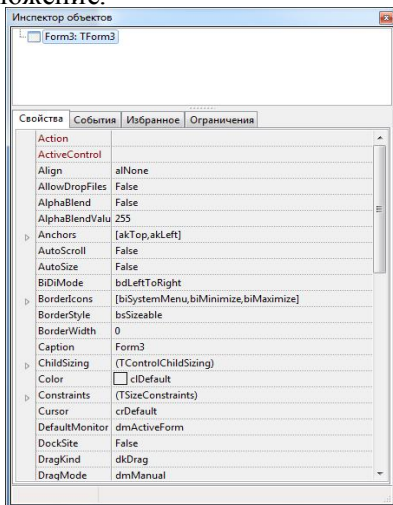 ложение.
Инспектор объектов
Form3: TForm3
Свойства События Избранное Ограничения
Action
ActiveControl
Align alNone
AllowDropFiles False
AlphaBlend False
AlphaBlendValu 255
Anchors [akTop,akLeft]
AutoScroll False
AutoSize False
BiDiMode bdLeftToRight
BorderIcons [biSystemMenu,biMinimize,biMaximize]
BorderStyle bsSizeable
BorderWidth 0
Caption Form3
ChildSizing (TControlChildSizing)
Color clDefault
Constraints (TSizeConstraints)
Cursor crDefault
DefaultMonitor dmActiveForm
DockSite False
DragKind dkDrag
DragMode dmManual